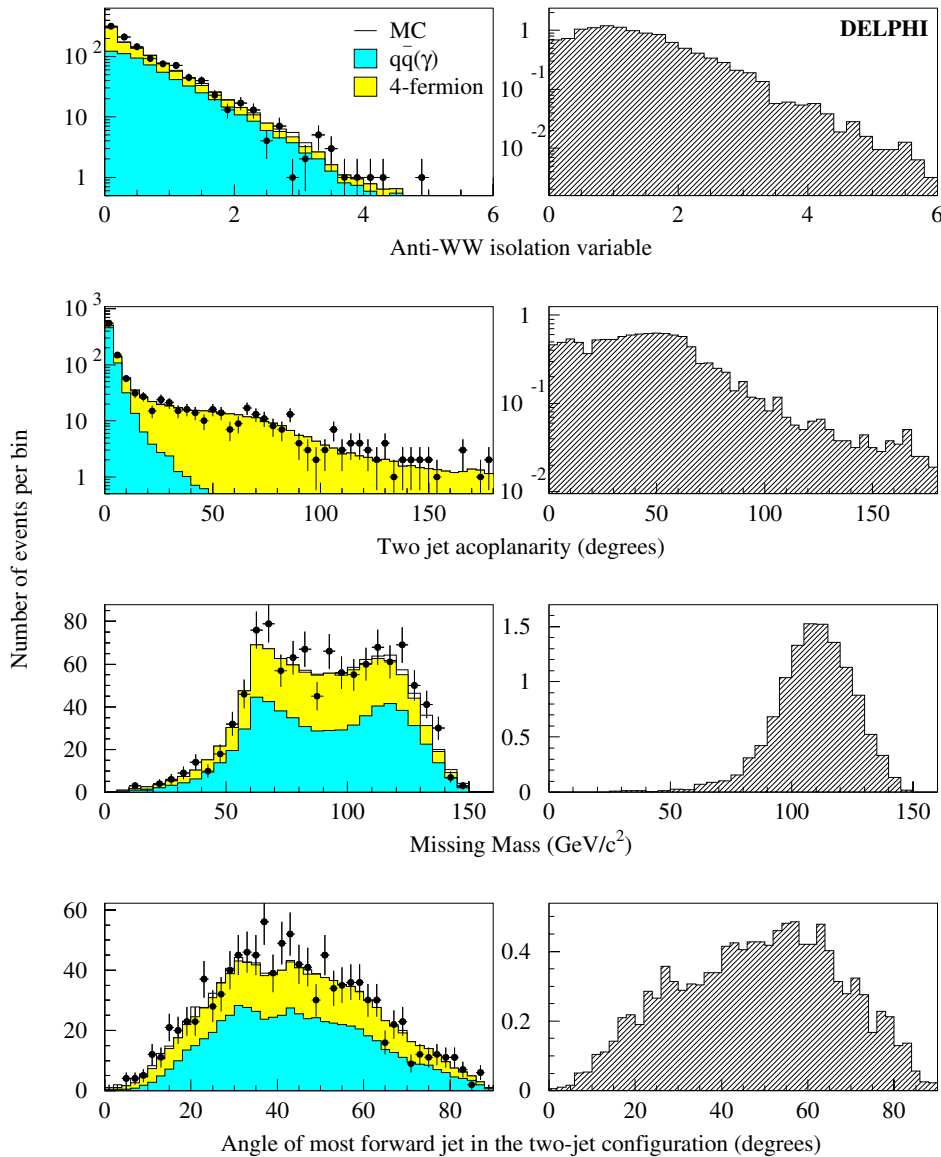 DELPHI
MC
qq̄(γ)
4-fermion
10²
10
1
0 2 4 6
1
10⁻¹
10⁻²
0 2 4 6
Anti-WW isolation variable
10³
10²
10
1
0 50 100 150
1
10⁻¹
10⁻²
0 50 100 150
Two jet acoplanarity (degrees)
Number of events per bin
80
60
40
20
0
0 50 100 150
1.5
1
0.5
0
0 50 100 150
Missing Mass (GeV/c²)
60
40
20
0
0 20 40 60 80
0.4
0.2
0
0 20 40 60 80
Angle of most forward jet in the two-jet configuration (degrees)